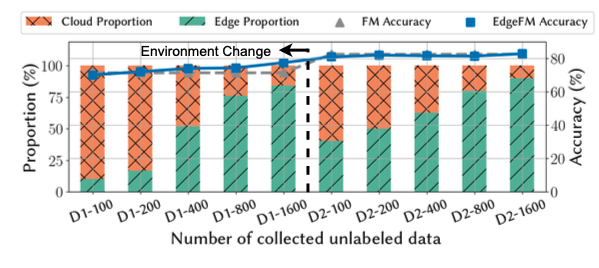 Cloud Proportion Edge Proportion FM Accuracy EdgeFM Accuracy
Environment Change
Proportion (%)
100
75
50
25
0
80
60
40
20
0
Accuracy (%)
D1-100 D1-200 D1-400 D1-800 D1-1600 D2-100 D2-200 D2-400 D2-800 D2-1600
Number of collected unlabeled data